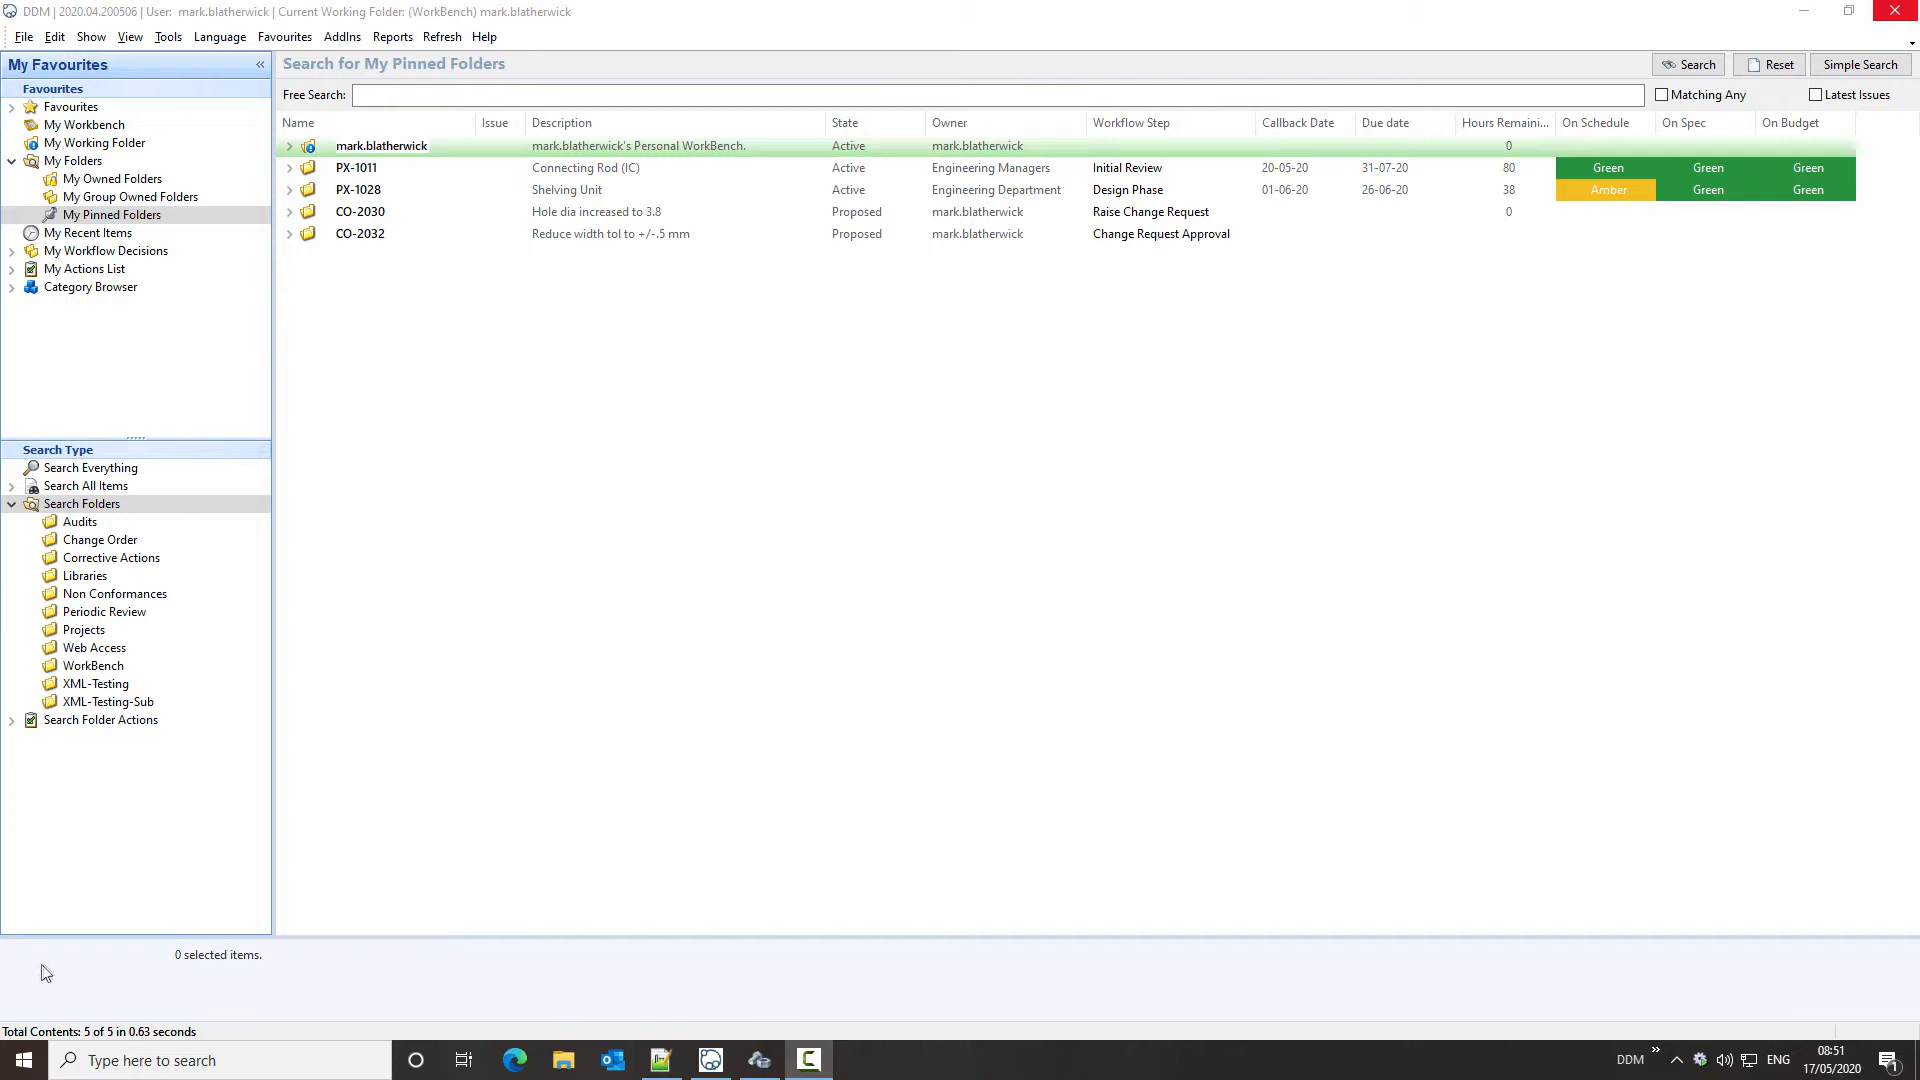 DDM | 2020.04.200506 | User: mark.blatherwick | Current Working Folder: (WorkBench) mark.blatherwick
File Edit Show View Tools Language Favourites AddIns Reports Refresh Help
My Favourites «
Favourites
Favourites
My Workbench
My Working Folder
My Folders
My Owned Folders
My Group Owned Folders
My Pinned Folders
My Recent Items
My Workflow Decisions
My Actions List
Category Browser
Search Type
Search Everything
Search All Items
Search Folders
Audits
Change Order
Corrective Actions
Libraries
Non Conformances
Periodic Review
Projects
Web Access
WorkBench
XML-Testing
XML-Testing-Sub
Search Folder Actions
Search for My Pinned Folders Search Reset Simple Search
Free Search: Matching Any Latest Issues
Name Issue Description State Owner Workflow Step Callback Date Due date Hours Remaini... On Schedule On Spec On Budget
mark.blatherwick mark.blatherwick's Personal WorkBench. Active mark.blatherwick 0
PX-1011 Connecting Rod (IC) Active Engineering Managers Initial Review 20-05-20 31-07-20 80 Green Green Green
PX-1028 Shelving Unit Active Engineering Department Design Phase 01-06-20 26-06-20 38 Amber Green Green
CO-2030 Hole dia increased to 3.8 Proposed mark.blatherwick Raise Change Request 0
CO-2032 Reduce width tol to +/-.5 mm Proposed mark.blatherwick Change Request Approval
0 selected items.
Total Contents: 5 of 5 in 0.63 seconds
Type here to search
DDM » ENG
08:51
17/05/2020
1